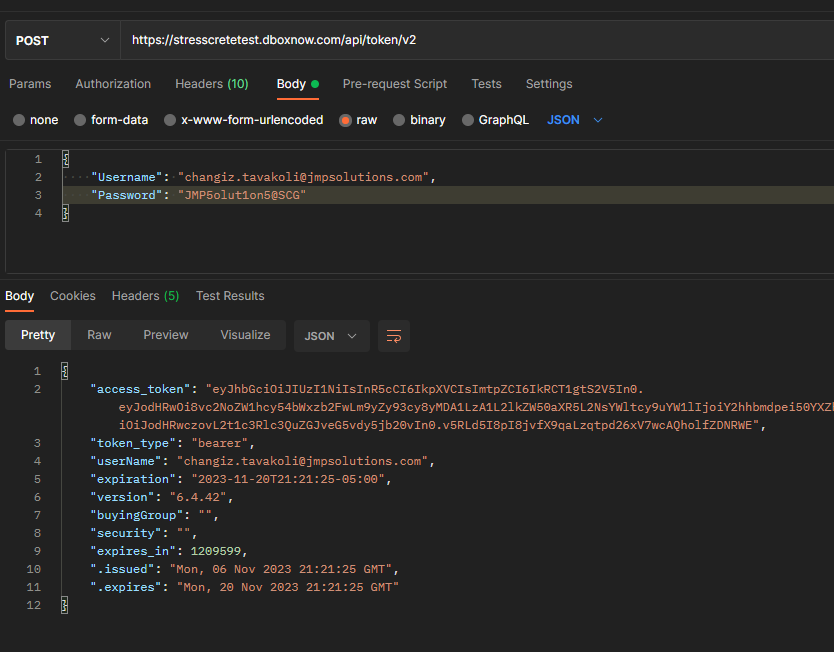 POST https://stresscretetest.dboxnow.com/api/token/v2
Params Authorization Headers (10) Body Pre-request Script Tests Settings
none form-data x-www-form-urlencoded raw binary GraphQL JSON
1 {
2 "Username": "changiz.tavakoli@jmpsolutions.com",
3 "Password": "JMP5olut1on5@SCG"
4 }
Body Cookies Headers (5) Test Results
Pretty Raw Preview Visualize JSON
1 {
2 "access_token": "eyJhbGciOiJIUzI1NiIsInR5cCI6IkpXVCIsImtpZCI6IkRCT1gtS2V5In0.
eyJodHRwOi8vc2NoZW1hcy54bWxzb2FwLm9yZy93cy8yMDA1LzA1L2lkZW50aXR5L2NsYWltcy9uYW1lIjoiY2hhbmdpei50YXZh
iOiJodHRwczovL2t1c3Rlc3QuZGJveG5vdy5jb20vIn0.v5RLd5I8pI8jvfX9qaLzqtpd26xV7wcAQholfZDNRWE",
3 "token_type": "bearer",
4 "userName": "changiz.tavakoli@jmpsolutions.com",
5 "expiration": "2023-11-20T21:21:25-05:00",
6 "version": "6.4.42",
7 "buyingGroup": "",
8 "security": "",
9 "expires_in": 1209599,
10 ".issued": "Mon, 06 Nov 2023 21:21:25 GMT",
11 ".expires": "Mon, 20 Nov 2023 21:21:25 GMT"
12 }